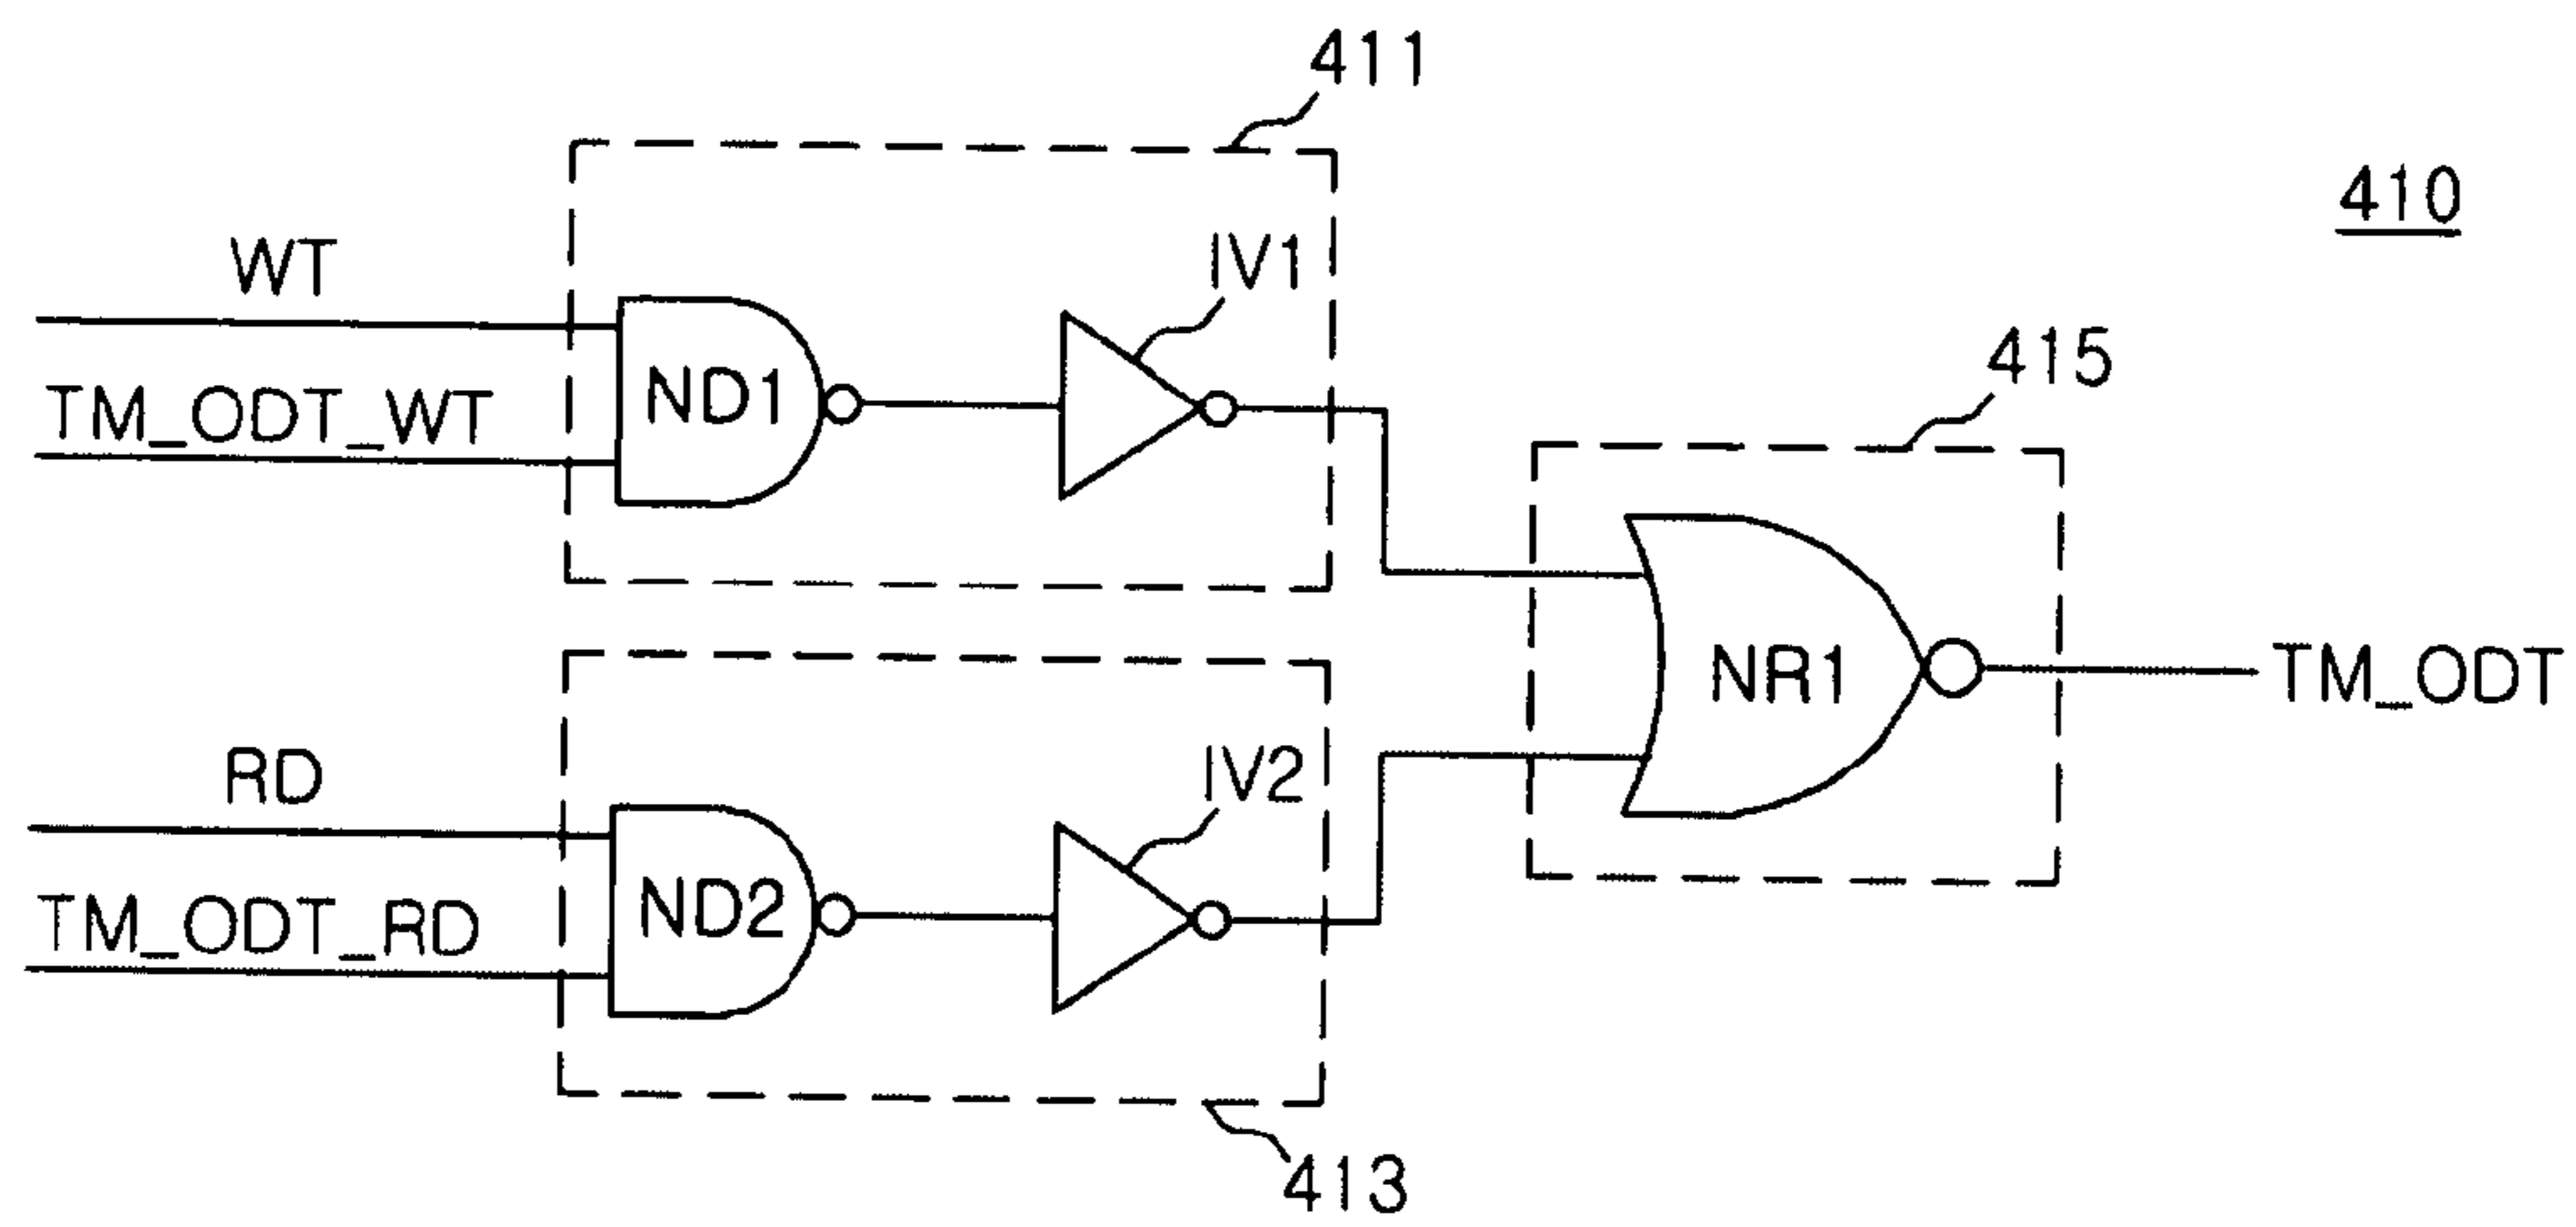 411
410
WT
IV1
TM_ODT_WT
ND1
415
NR1
TM_ODT
RD
IV2
TM_ODT_RD
ND2
413